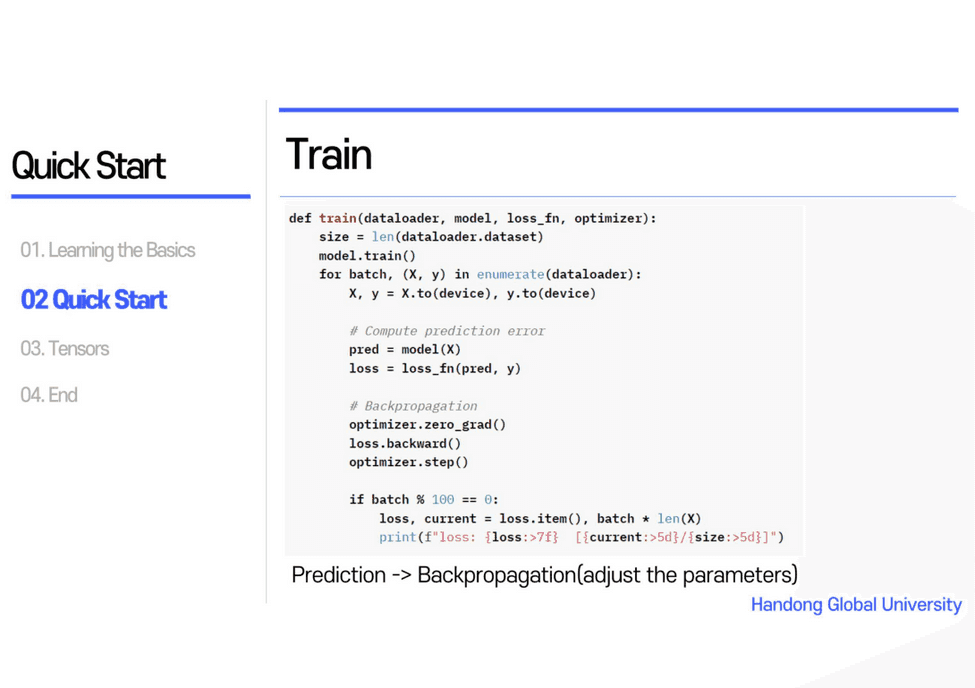 Quick Start
01. Learning the Basics
02 Quick Start
03. Tensors
04. End
Train
def train(dataloader, model, loss_fn, optimizer):
    size = len(dataloader.dataset)
    model.train()
    for batch, (X, y) in enumerate(dataloader):
        X, y = X.to(device), y.to(device)

        # Compute prediction error
        pred = model(X)
        loss = loss_fn(pred, y)

        # Backpropagation
        optimizer.zero_grad()
        loss.backward()
        optimizer.step()

        if batch % 100 == 0:
            loss, current = loss.item(), batch * len(X)
            print(f"loss: {loss:>7f}  [{current:>5d}/{size:>5d}]")
Prediction -> Backpropagation(adjust the parameters)
Handong Global University